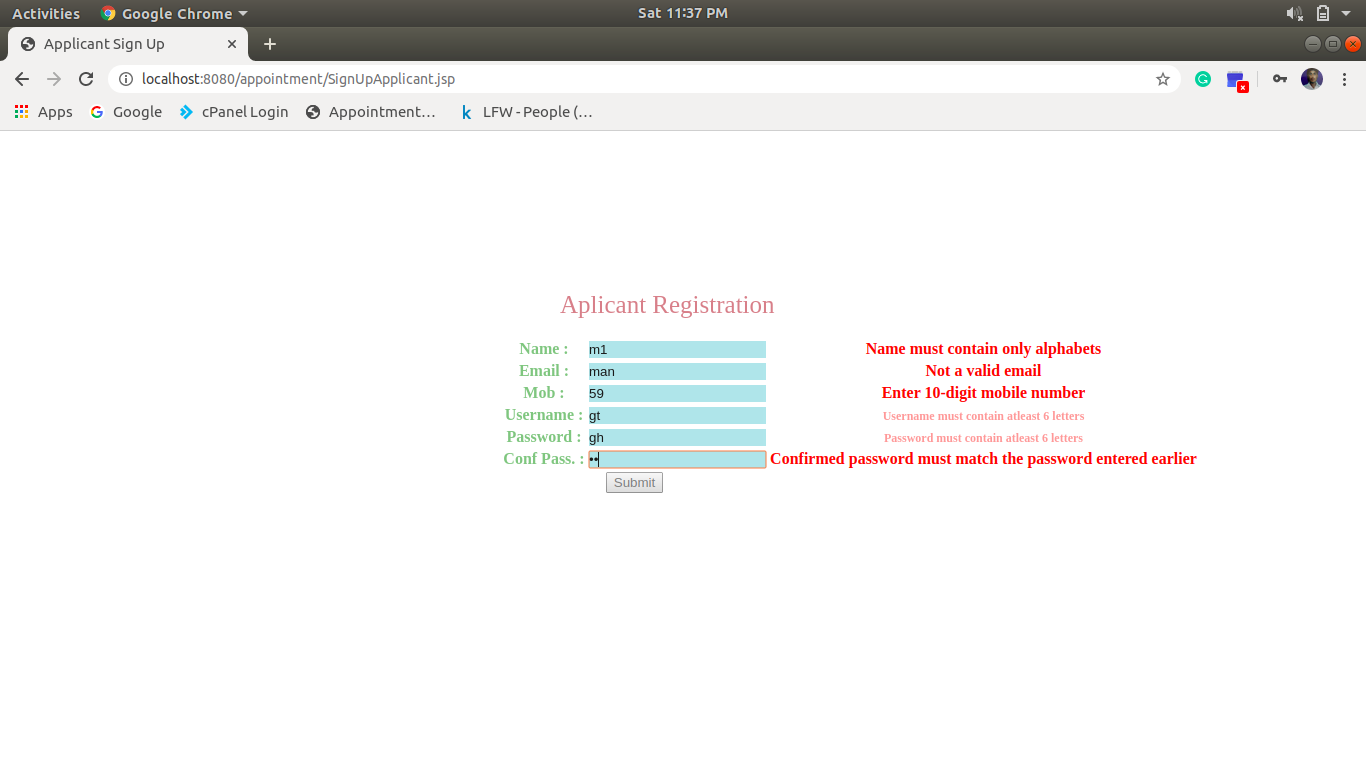 Activities Google Chrome Sat 11:37 PM
Applicant Sign Up
localhost:8080/appointment/SignUpApplicant.jsp
Apps Google cPanel Login Appointment… LFW - People (…
Aplicant Registration
Name : m1 Name must contain only alphabets
Email : man Not a valid email
Mob : 59 Enter 10-digit mobile number
Username : gt Username must contain atleast 6 letters
Password : gh Password must contain atleast 6 letters
Conf Pass. : •• Confirmed password must match the password entered earlier
Submit